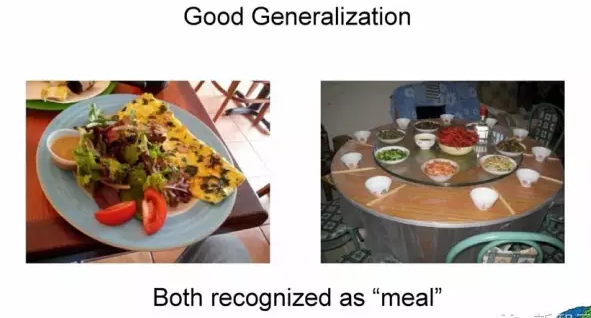 Good Generalization
Both recognized as “meal”